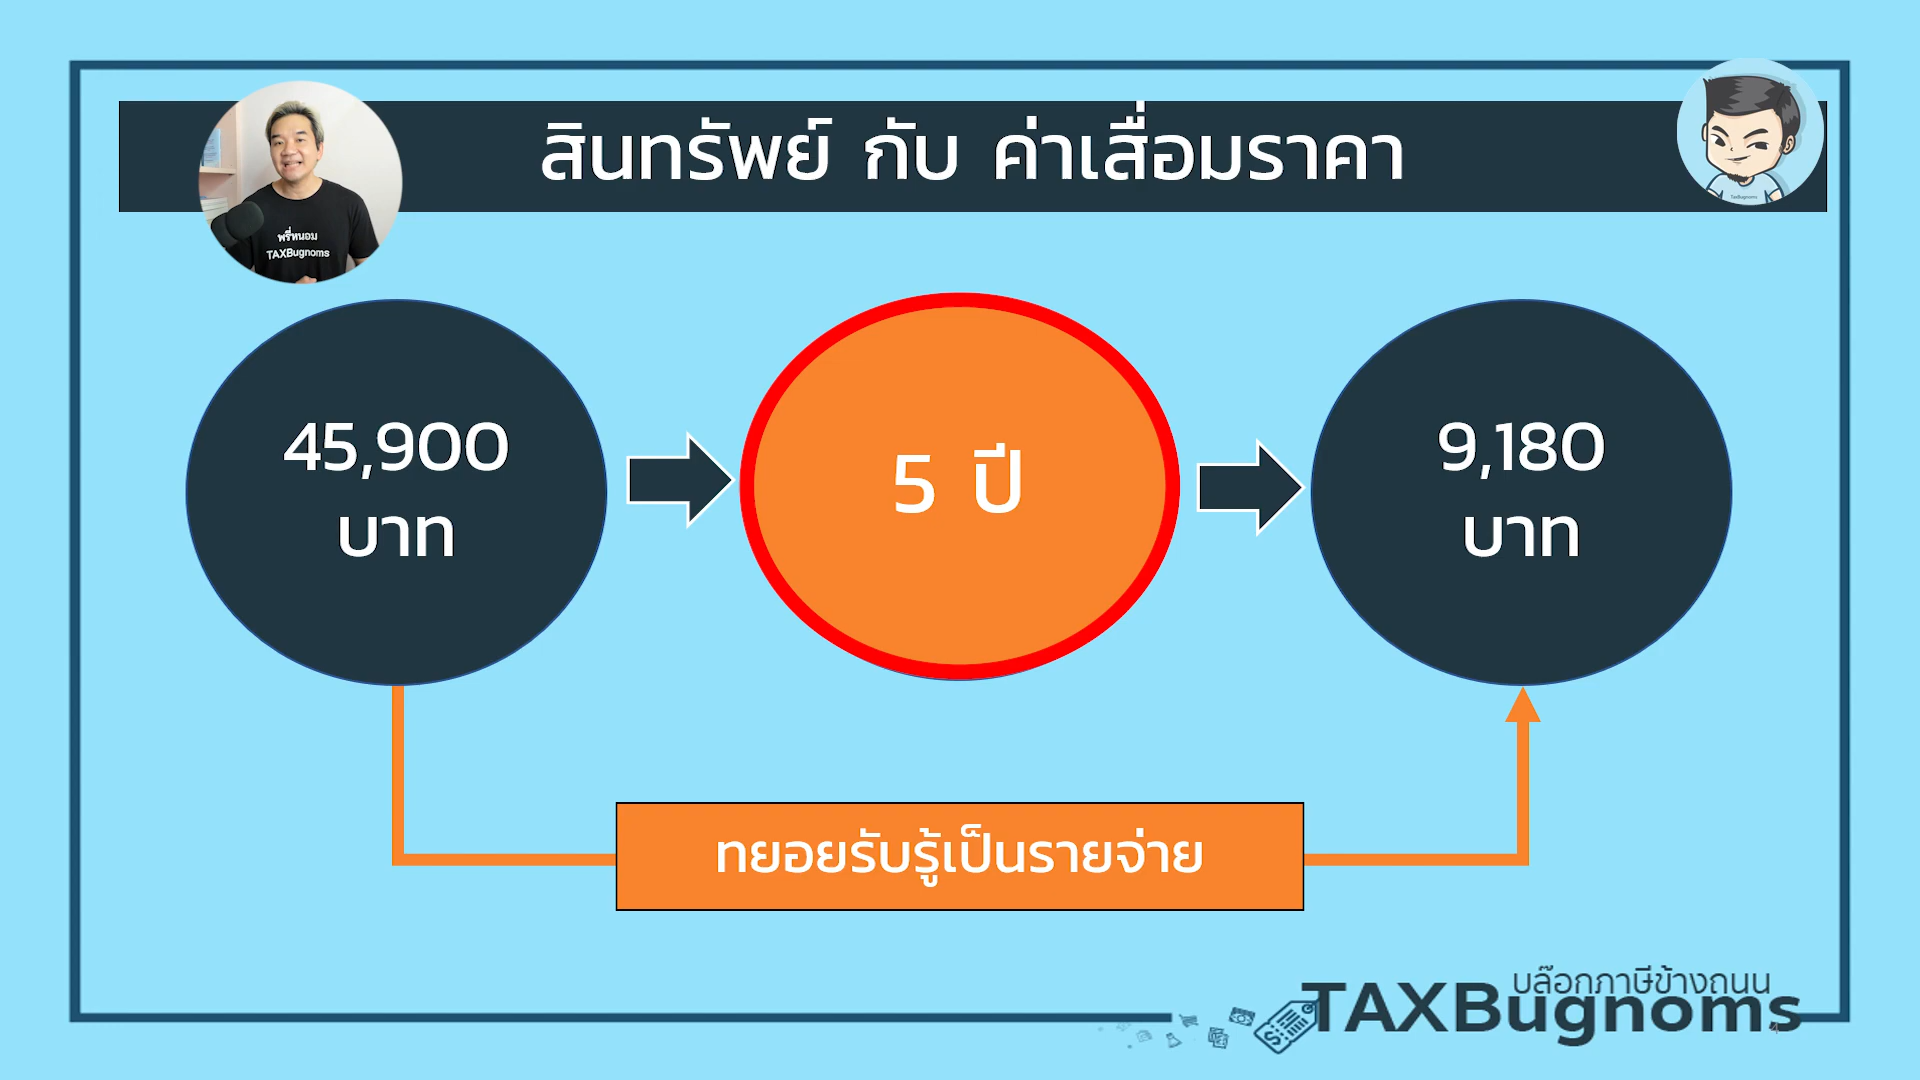 สินทรัพย์ กับ ค่าเสื่อมราคา
พรี่หนอม
TAXBugnoms
TaxBugnoms
45,900
บาท
5 ปี
9,180
บาท
ทยอยรับรู้เป็นรายจ่าย
บล๊อกภาษีข้างถนน
TAXBugnoms
4